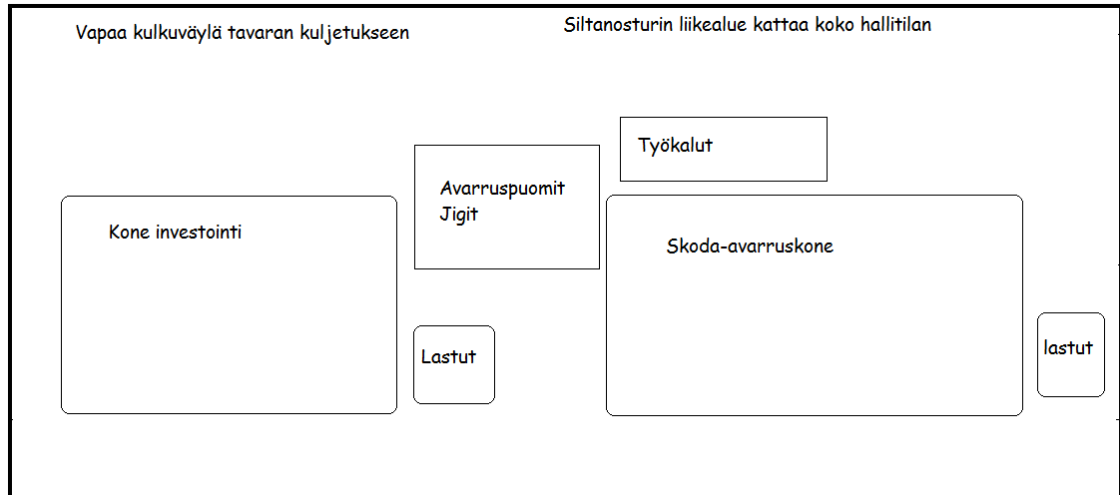 Vapaa kulkuväylä tavaran kuljetukseen
Siltanosturin liikealue kattaa koko hallitilan
Työkalut
Avarruspuomit
Jigit
Kone investointi
Skoda-avarruskone
Lastut
lastut